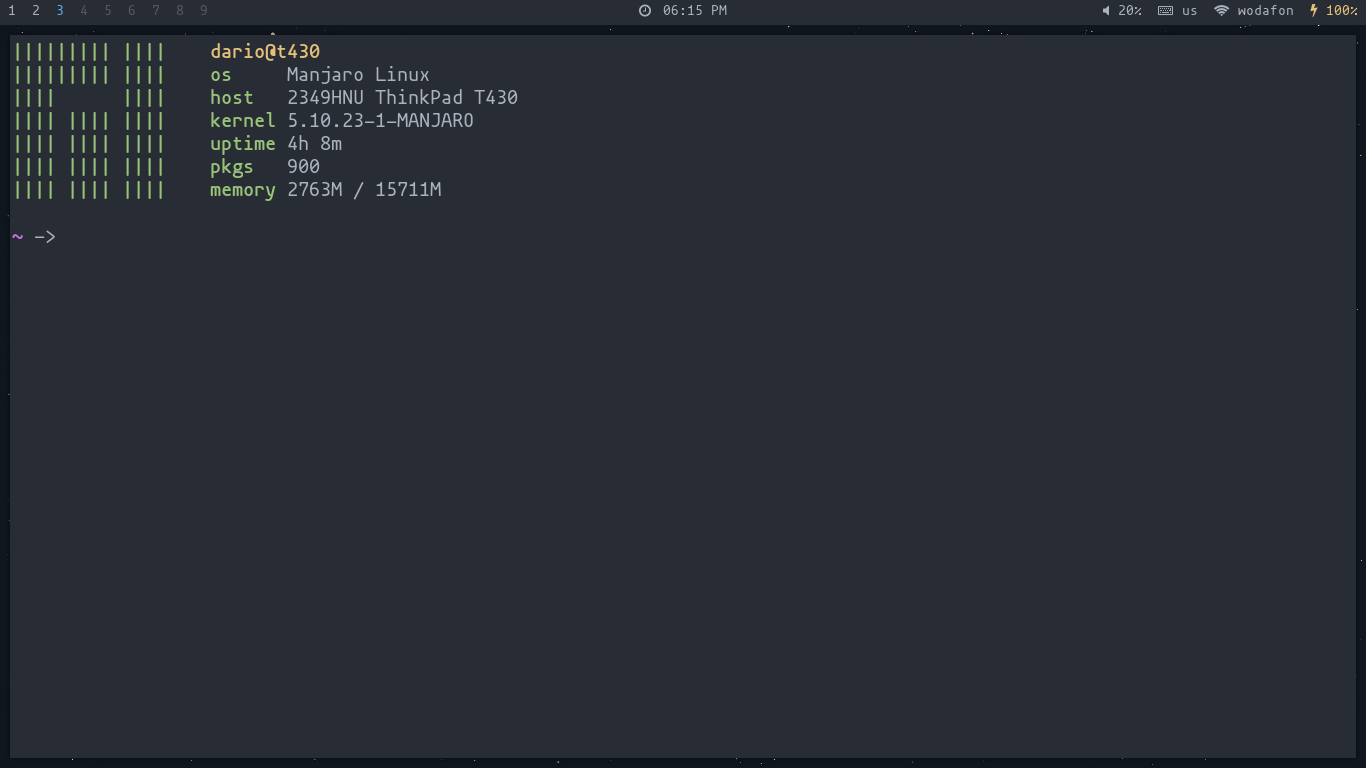 1 2 3 4 5 6 7 8 9 06:15 PM 20% us wodafon 100%
||||||||| |||| dario@t430
||||||||| |||| os Manjaro Linux
|||| |||| host 2349HNU ThinkPad T430
|||| |||| |||| kernel 5.10.23-1-MANJARO
|||| |||| |||| uptime 4h 8m
|||| |||| |||| pkgs 900
|||| |||| |||| memory 2763M / 15711M
~ ->